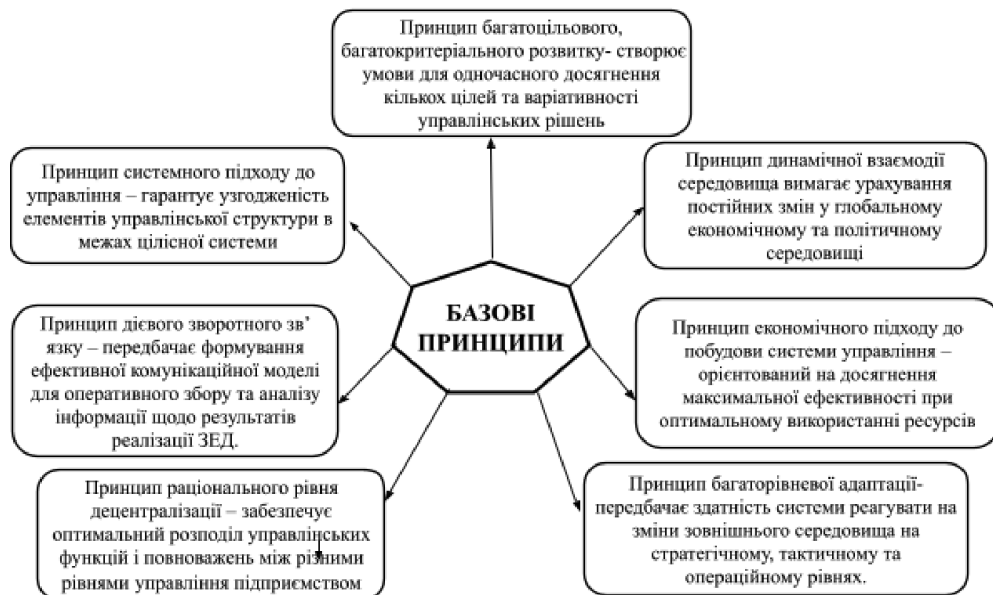 Принцип багатоцільового,
багатокритеріального розвитку- створює
умови для одночасного досягнення
кількох цілей та варіативності
управлінських рішень
Принцип системного підходу до
управління – гарантує узгодженість
елементів управлінської структури в
межах цілісної системи
Принцип динамічної взаємодії
середовища вимагає урахування
постійних змін у глобальному
економічному та політичному
середовищі
БАЗОВІ
ПРИНЦИПИ
Принцип дієвого зворотного зв’
язку – передбачає формування
ефективної комунікаційної моделі
для оперативного збору та аналізу
інформації щодо результатів
реалізації ЗЕД.
Принцип економічного підходу до
побудови системи управління –
орієнтований на досягнення
максимальної ефективності при
оптимальному використанні ресурсів
Принцип раціонального рівня
децентралізації – забезпечує
оптимальний розподіл управлінських
функцій і повноважень між різними
рівнями управління підприємством
Принцип багаторівневої адаптації-
передбачає здатність системи реагувати на
зміни зовнішнього середовища на
стратегічному, тактичному та
операційному рівнях.